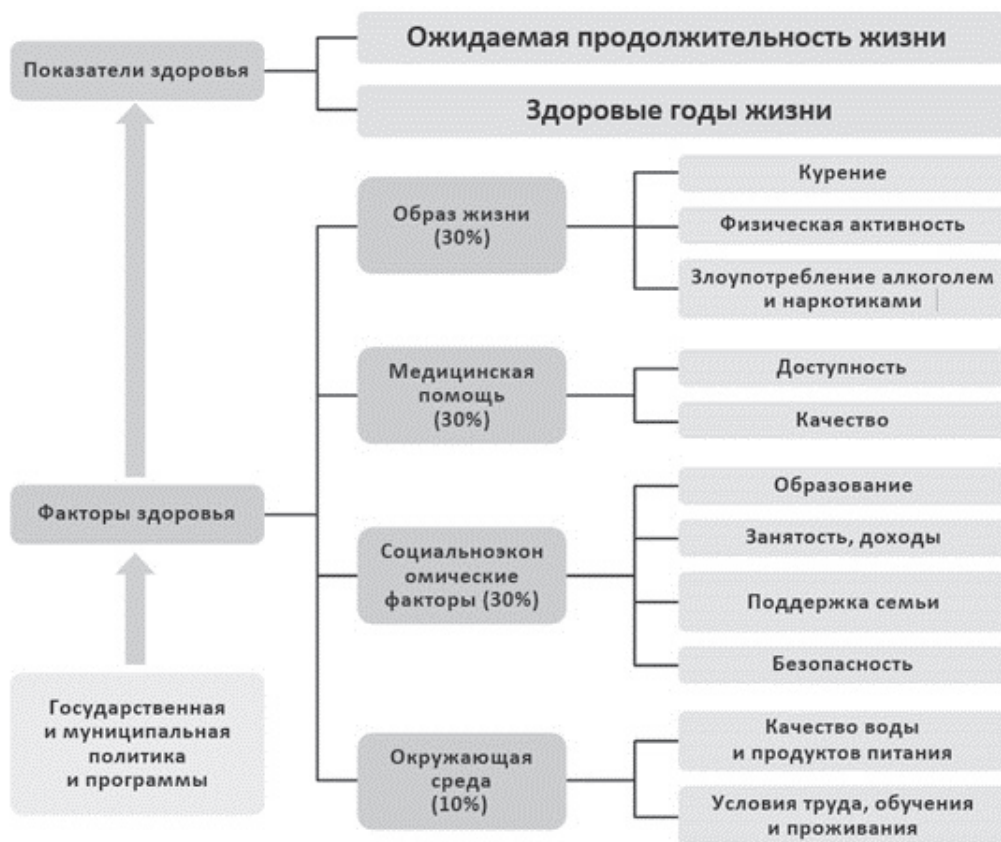 Показатели здоровья
Ожидаемая продолжительность жизни
Здоровые годы жизни
Факторы здоровья
Государственная
и муниципальная
политика
и программы
Образ жизни
(30%)
Курение
Физическая активность
Злоупотребление алкоголем
и наркотиками
Медицинская
помощь
(30%)
Доступность
Качество
Социальноэкон
омические
факторы (30%)
Образование
Занятость, доходы
Поддержка семьи
Безопасность
Окружающая
среда
(10%)
Качество воды
и продуктов питания
Условия труда, обучения
и проживания